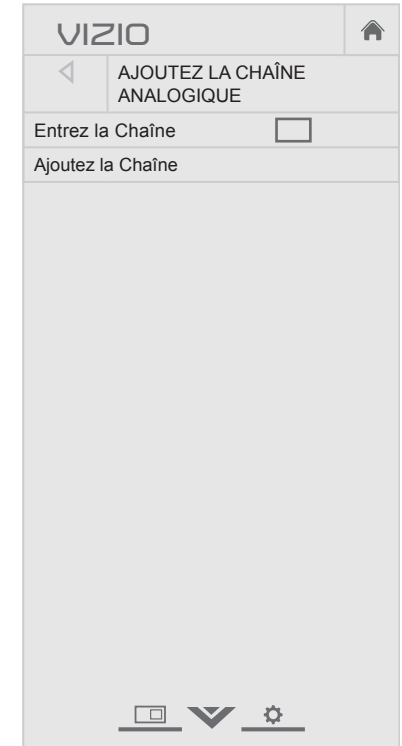 VIZIO
AJOUTEZ LA CHAÎNE
ANALOGIQUE
Entrez la Chaîne
Ajoutez la Chaîne